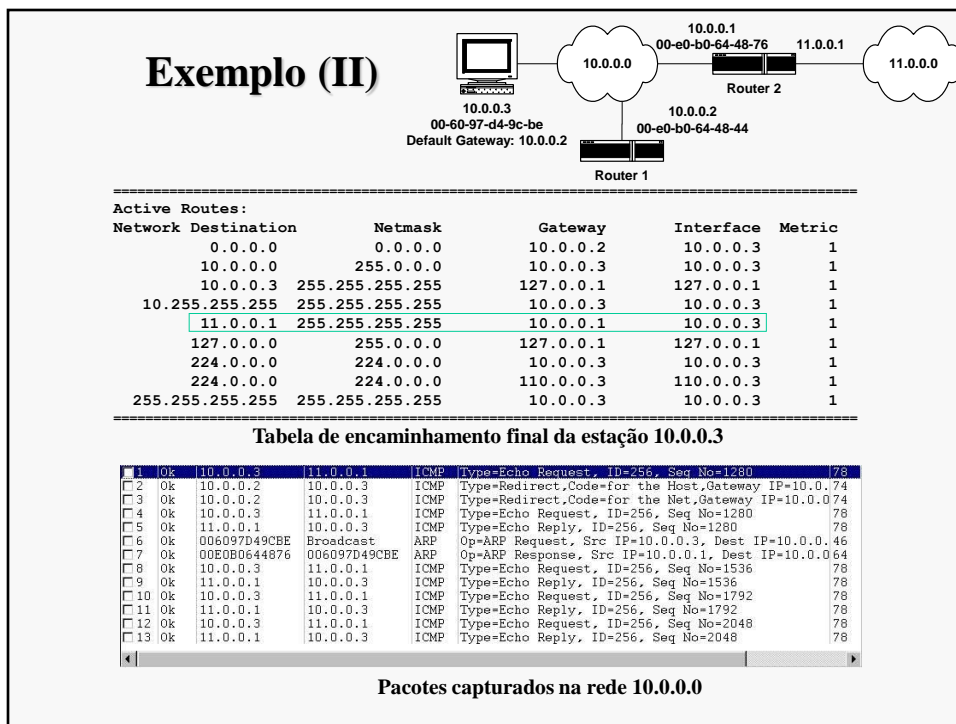 Exemplo (II)
10.0.0.1
00-e0-b0-64-48-76
11.0.0.1
10.0.0.0
11.0.0.0
Router 2
10.0.0.3
00-60-97-d4-9c-be
Default Gateway: 10.0.0.2
10.0.0.2
00-e0-b0-64-48-44
Router 1
Active Routes:
Network Destination Netmask Gateway Interface Metric
0.0.0.0 0.0.0.0 10.0.0.2 10.0.0.3 1
10.0.0.0 255.0.0.0 10.0.0.3 10.0.0.3 1
10.0.0.3 255.255.255.255 127.0.0.1 127.0.0.1 1
10.255.255.255 255.255.255.255 10.0.0.3 10.0.0.3 1
11.0.0.1 255.255.255.255 10.0.0.1 10.0.0.3 1
127.0.0.0 255.0.0.0 127.0.0.1 127.0.0.1 1
224.0.0.0 224.0.0.0 10.0.0.3 10.0.0.3 1
224.0.0.0 224.0.0.0 110.0.0.3 110.0.0.3 1
255.255.255.255 255.255.255.255 10.0.0.3 10.0.0.3 1
Tabela de encaminhamento final da estação 10.0.0.3
1 Ok 10.0.0.3 11.0.0.1 ICMP Type=Echo Request, ID=256, Seq No=1280 78
2 Ok 10.0.0.2 10.0.0.3 ICMP Type=Redirect,Code=for the Host,Gateway IP=10.0. 74
3 Ok 10.0.0.2 10.0.0.3 ICMP Type=Redirect,Code=for the Net,Gateway IP=10.0.0 74
4 Ok 10.0.0.3 11.0.0.1 ICMP Type=Echo Request, ID=256, Seq No=1280 78
5 Ok 11.0.0.1 10.0.0.3 ICMP Type=Echo Reply, ID=256, Seq No=1280 78
6 Ok 006097D49CBE Broadcast ARP Op=ARP Request, Src IP=10.0.0.3, Dest IP=10.0.0. 46
7 Ok 00E0B0644876 006097D49CBE ARP Op=ARP Response, Src IP=10.0.0.1, Dest IP=10.0.0 64
8 Ok 10.0.0.3 11.0.0.1 ICMP Type=Echo Request, ID=256, Seq No=1536 78
9 Ok 11.0.0.1 10.0.0.3 ICMP Type=Echo Reply, ID=256, Seq No=1536 78
10 Ok 10.0.0.3 11.0.0.1 ICMP Type=Echo Request, ID=256, Seq No=1792 78
11 Ok 11.0.0.1 10.0.0.3 ICMP Type=Echo Reply, ID=256, Seq No=1792 78
12 Ok 10.0.0.3 11.0.0.1 ICMP Type=Echo Request, ID=256, Seq No=2048 78
13 Ok 11.0.0.1 10.0.0.3 ICMP Type=Echo Reply, ID=256, Seq No=2048 78
Pacotes capturados na rede 10.0.0.0